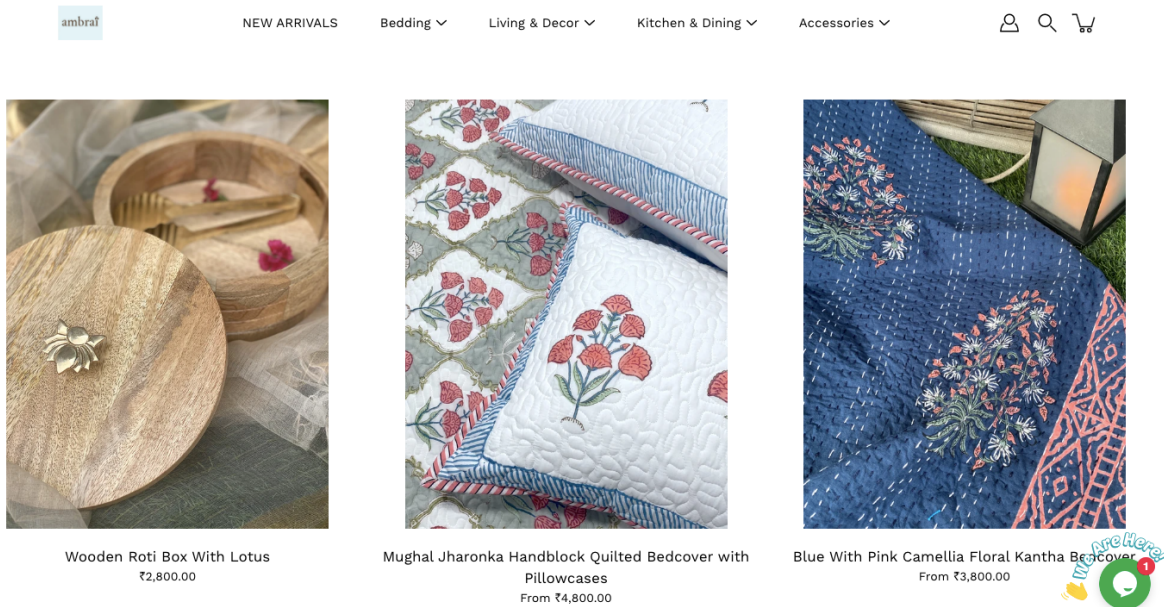 ambraī
NEW ARRIVALS
Bedding
Living & Decor
Kitchen & Dining
Accessories
Wooden Roti Box With Lotus
₹2,800.00
Mughal Jharonka Handblock Quilted Bedcover with
Pillowcases
From ₹4,800.00
Blue With Pink Camellia Floral Kantha Bedcover
From ₹3,800.00
We Are Here!
1